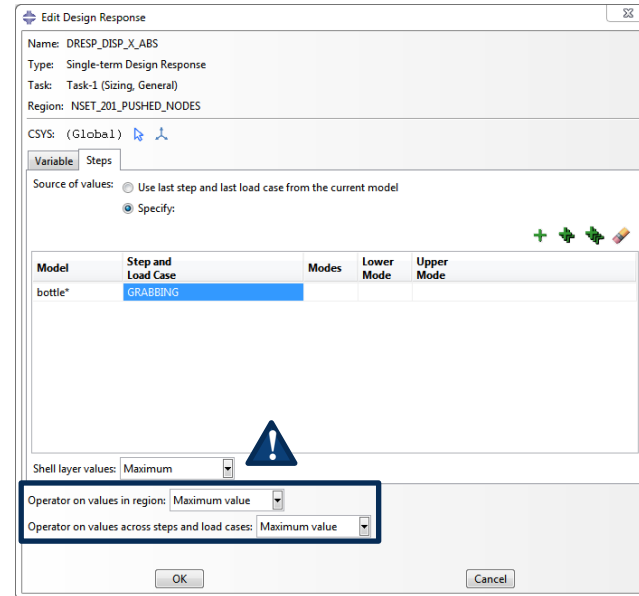 Edit Design Response
Name: DRESP_DISP_X_ABS
Type: Single-term Design Response
Task: Task-1 (Sizing, General)
Region: NSET_201_PUSHED_NODES
CSYS: (Global)
Variable Steps
Source of values: Use last step and last load case from the current model
Specify:
Model Step and Load Case Modes Lower Mode Upper Mode
bottle* GRABBING
Shell layer values: Maximum
Operator on values in region: Maximum value
Operator on values across steps and load cases: Maximum value
OK Cancel